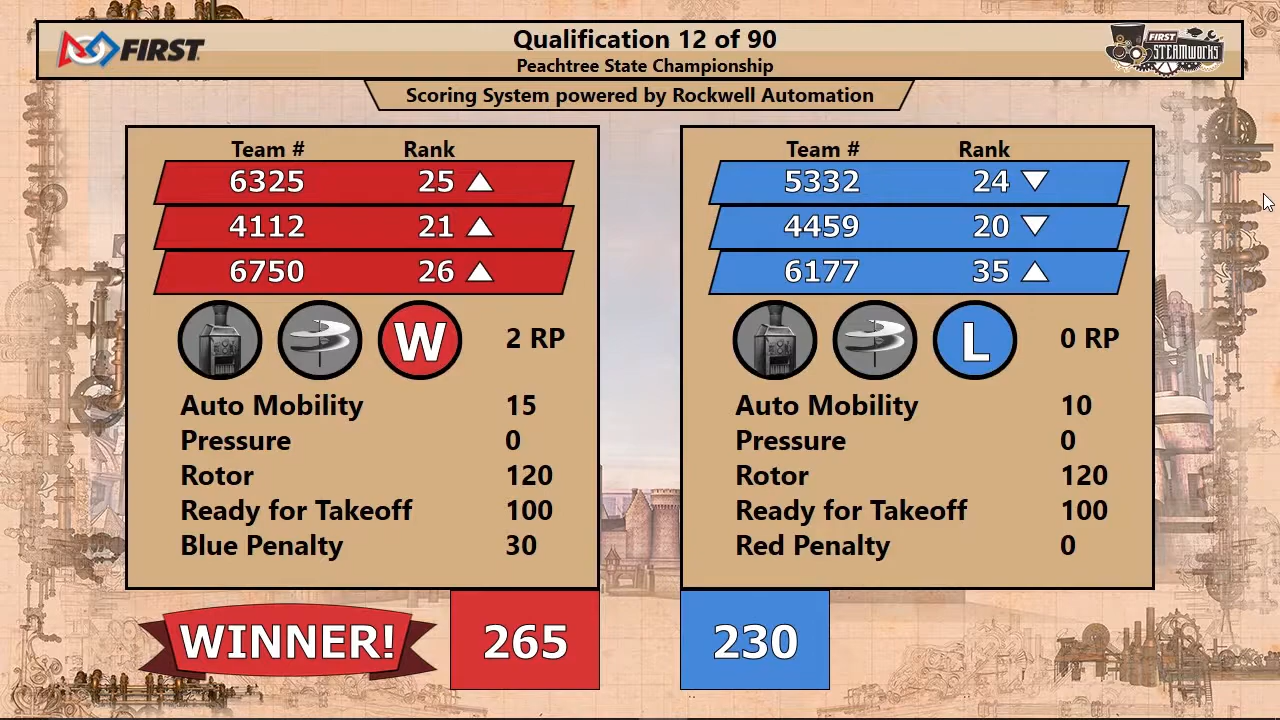 FIRST
Qualification 12 of 90
Peachtree State Championship
FIRST
STEAMWORKS
Scoring System powered by Rockwell Automation
Team # Rank
6325 25
4112 21
6750 26
W 2 RP
Auto Mobility 15
Pressure 0
Rotor 120
Ready for Takeoff 100
Blue Penalty 30
WINNER! 265
Team # Rank
5332 24
4459 20
6177 35
L 0 RP
Auto Mobility 10
Pressure 0
Rotor 120
Ready for Takeoff 100
Red Penalty 0
230